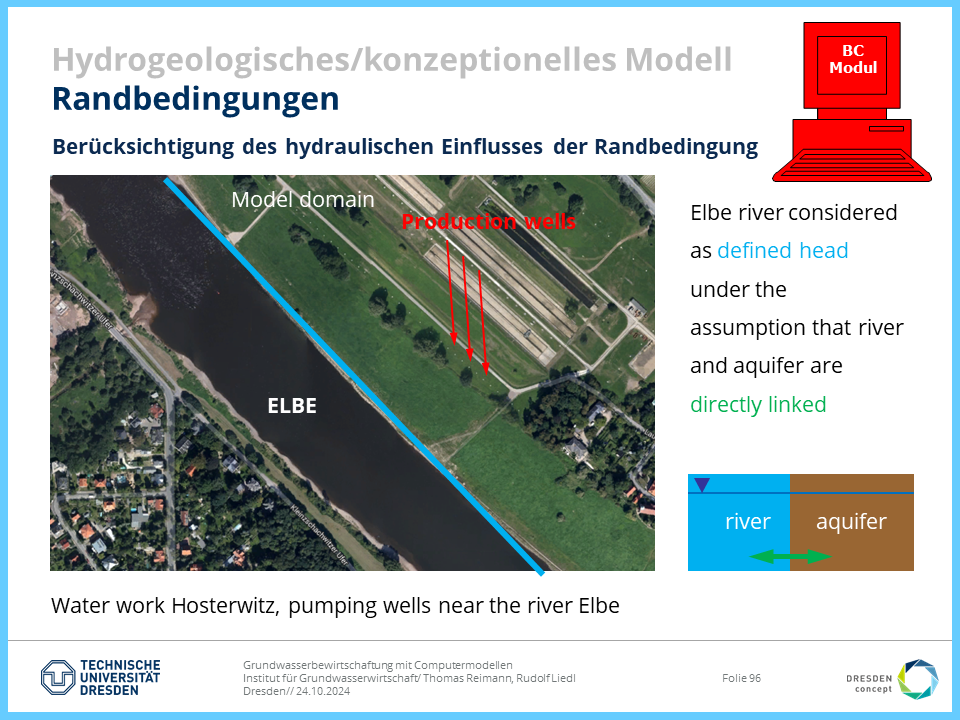 Hydrogeologisches/konzeptionelles Modell
Randbedingungen
BC
Modul
Berücksichtigung des hydraulischen Einflusses der Randbedingung
Model domain
Production wells
ELBE
Kleinzschachwitzer Ufer
Elbe river considered
as defined head
under the
assumption that river
and aquifer are
directly linked
river
aquifer
Water work Hosterwitz, pumping wells near the river Elbe
TECHNISCHE
UNIVERSITÄT
DRESDEN
Grundwasserbewirtschaftung mit Computermodellen
Institut für Grundwasserwirtschaft/ Thomas Reimann, Rudolf Liedl
Dresden// 24.10.2024
Folie 96
DRESDEN
concept